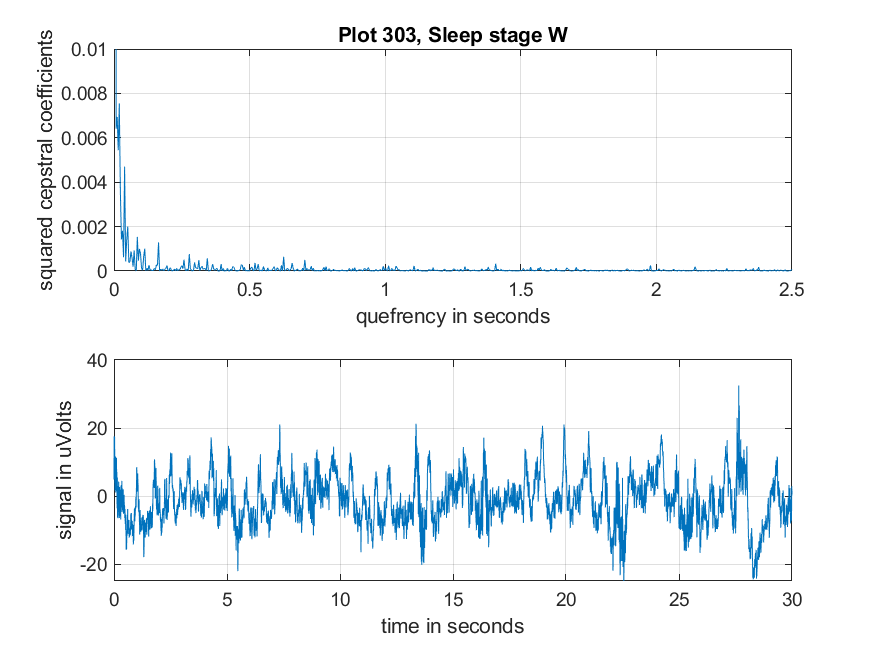 Plot 303, Sleep stage W
squared cepstral coefficients
0.01
0.008
0.006
0.004
0.002
0
0 0.5 1 1.5 2 2.5
quefrency in seconds
signal in uVolts
40
20
0
-20
0 5 10 15 20 25 30
time in seconds